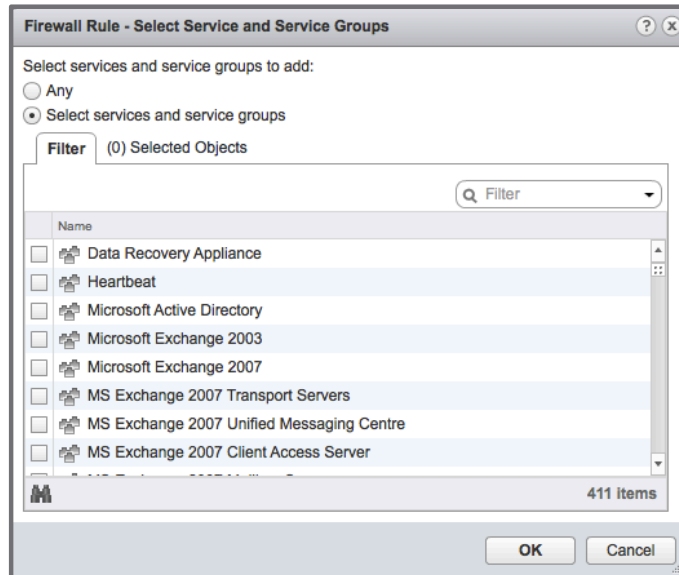 Firewall Rule - Select Service and Service Groups
Select services and service groups to add:
Any
Select services and service groups
Filter (0) Selected Objects
Filter
Name
Data Recovery Appliance
Heartbeat
Microsoft Active Directory
Microsoft Exchange 2003
Microsoft Exchange 2007
MS Exchange 2007 Transport Servers
MS Exchange 2007 Unified Messaging Centre
MS Exchange 2007 Client Access Server
411 items
OK Cancel